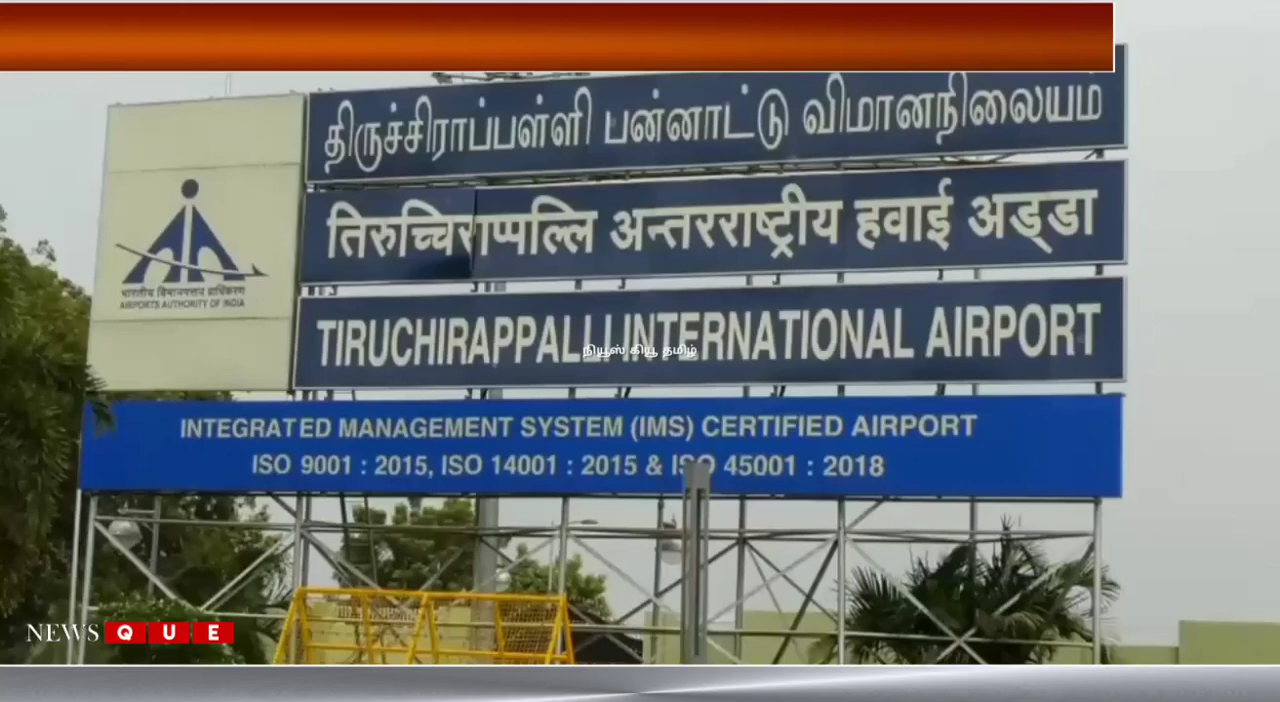 திருச்சிராப்பள்ளி பன்னாட்டு விமானநிலையம்
तिरुच्चिराप्पल्लि अन्तरराष्ट्रीय हवाई अड्डा
भारतीय विमानपत्तन प्राधिकरण
AIRPORTS AUTHORITY OF INDIA
TIRUCHIRAPPALLI INTERNATIONAL AIRPORT
நியூஸ் கியூ தமிழ்
INTEGRATED MANAGEMENT SYSTEM (IMS) CERTIFIED AIRPORT
ISO 9001 : 2015, ISO 14001 : 2015 & ISO 45001 : 2018
NEWS QUE